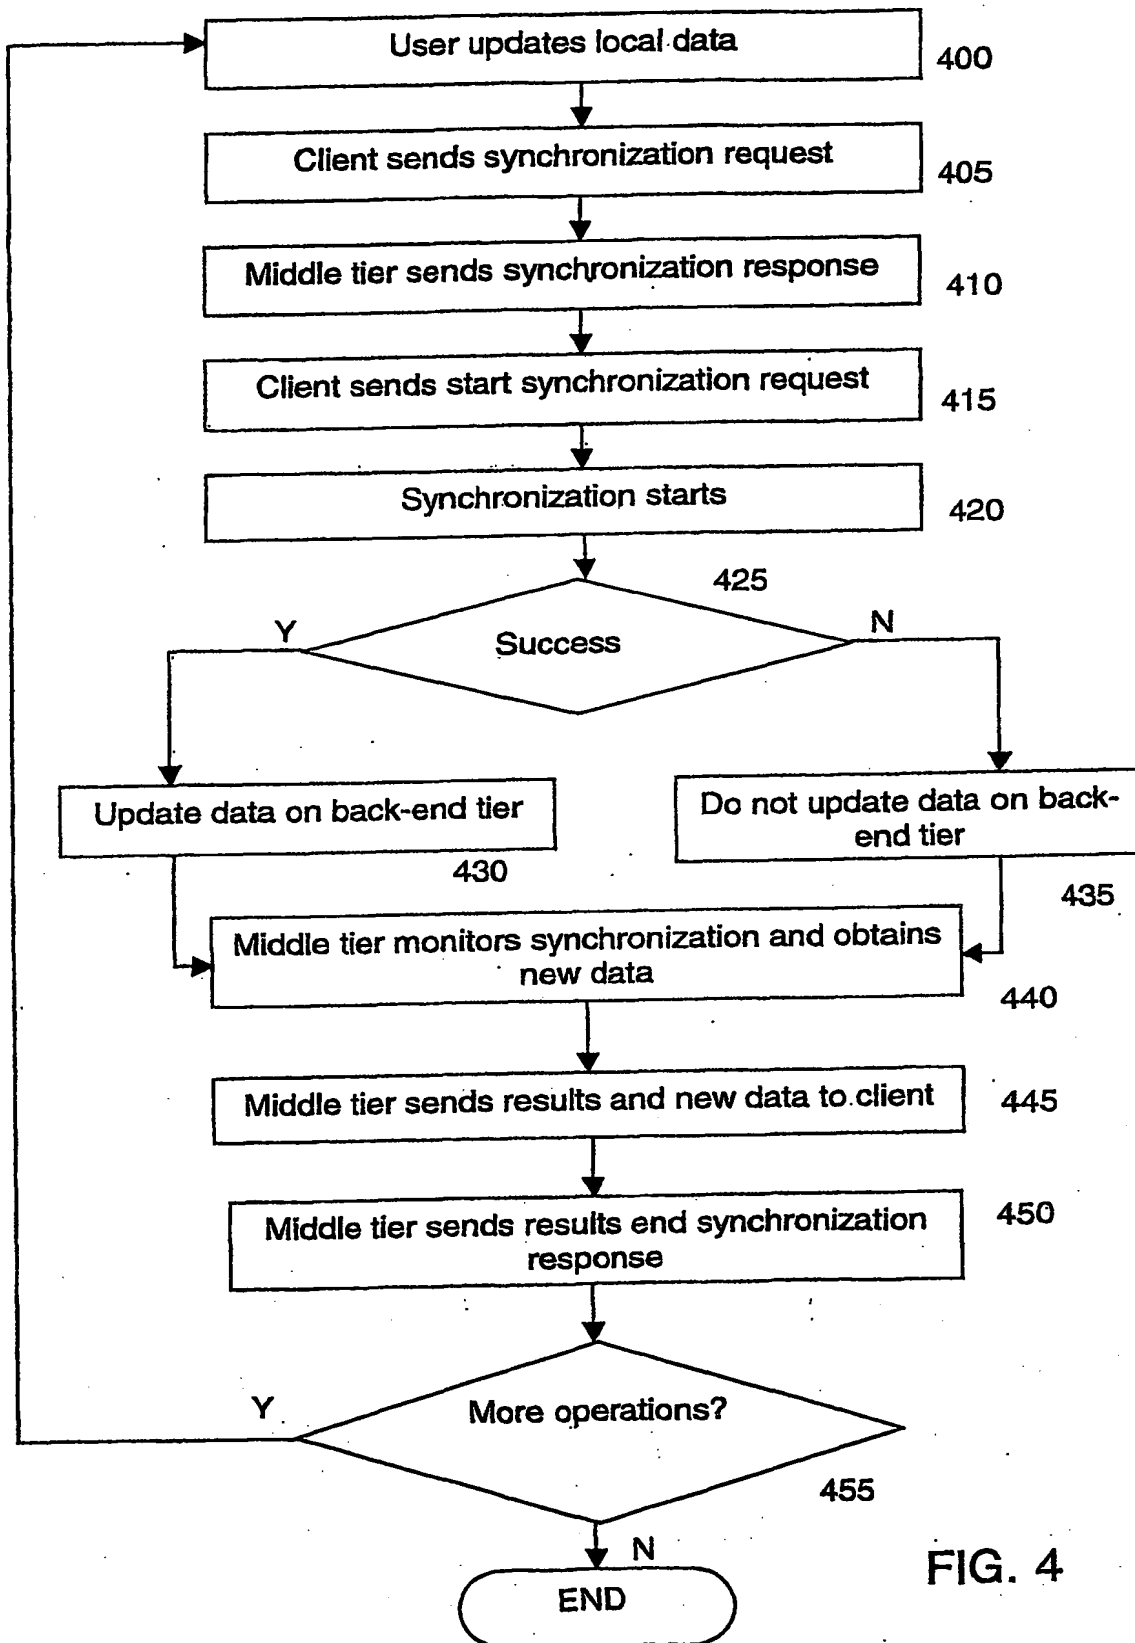 User updates local data
400
Client sends synchronization request
405
Middle tier sends synchronization response
410
Client sends start synchronization request
415
Synchronization starts
420
425
Y
Success
N
Update data on back-end tier
430
Do not update data on back-
end tier
435
Middle tier monitors synchronization and obtains
new data
440
Middle tier sends results and new data to client
445
Middle tier sends results end synchronization
response
450
Y
More operations?
455
N
END
FIG. 4